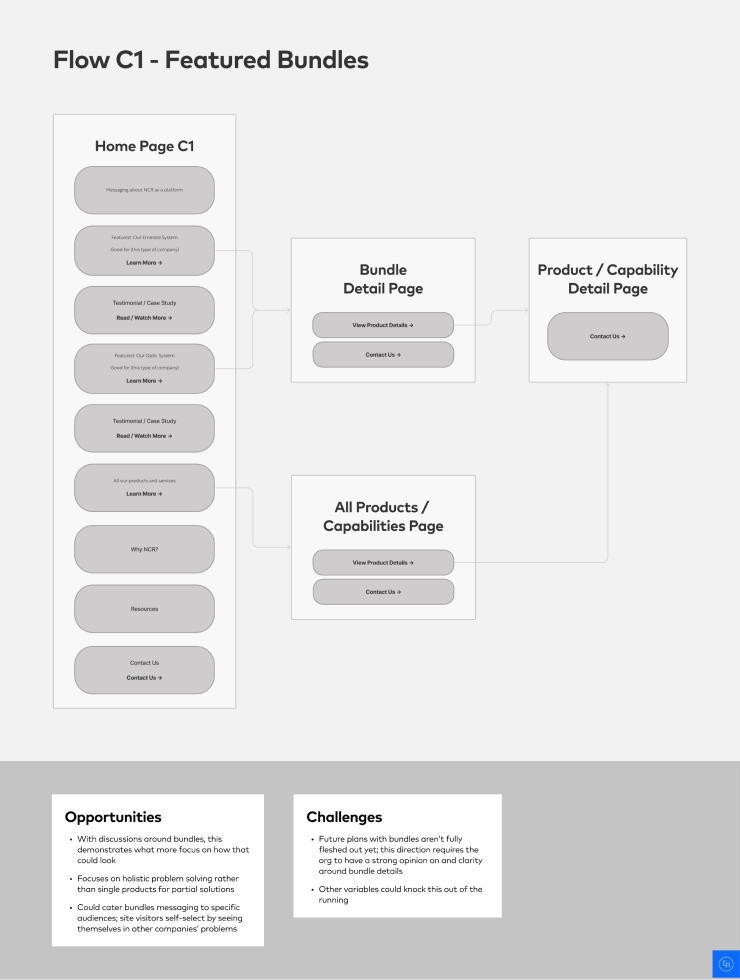 Flow C1 - Featured Bundles
Home Page C1
Messaging about NCR as a platform
Featured: Our Emerald System
Good for (this type of company)
Learn More →
Testimonial / Case Study
Read / Watch More →
Featured: Our Optic System
Good for (this type of company)
Learn More →
Testimonial / Case Study
Read / Watch More →
All our products and services
Learn More →
Why NCR?
Resources
Contact Us
Contact Us →
Bundle
Detail Page
View Product Details →
Contact Us →
Product / Capability
Detail Page
Contact Us →
All Products /
Capabilities Page
View Product Details →
Contact Us →
Opportunities
• With discussions around bundles, this
demonstrates what more focus on how that
could look
• Focuses on holistic problem solving rather
than single products for partial solutions
• Could cater bundles messaging to specific
audiences; site visitors self-select by seeing
themselves in other companies' problems
Challenges
• Future plans with bundles aren't fully
fleshed out yet; this direction requires the
org to have a strong opinion on and clarity
around bundle details
• Other variables could knock this out of the
running